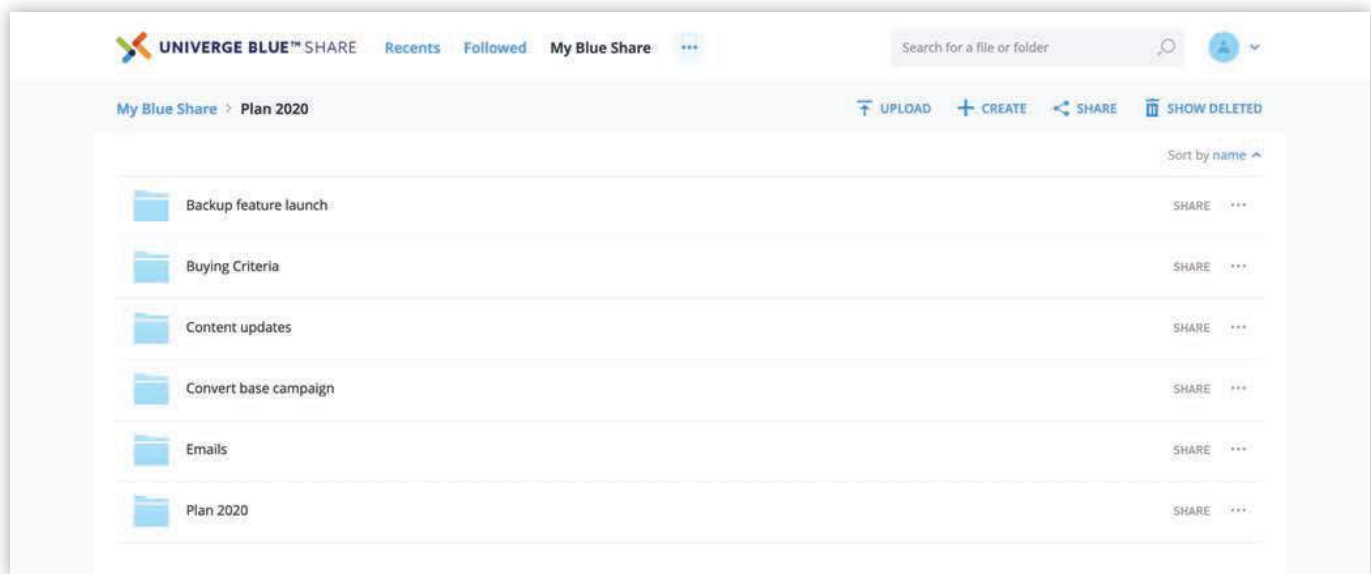 UNIVERGE BLUE™ SHARE Recents Followed My Blue Share ••• Search for a file or folder
My Blue Share > Plan 2020 UPLOAD CREATE SHARE SHOW DELETED
Sort by name
Backup feature launch SHARE •••
Buying Criteria SHARE •••
Content updates SHARE •••
Convert base campaign SHARE •••
Emails SHARE •••
Plan 2020 SHARE •••